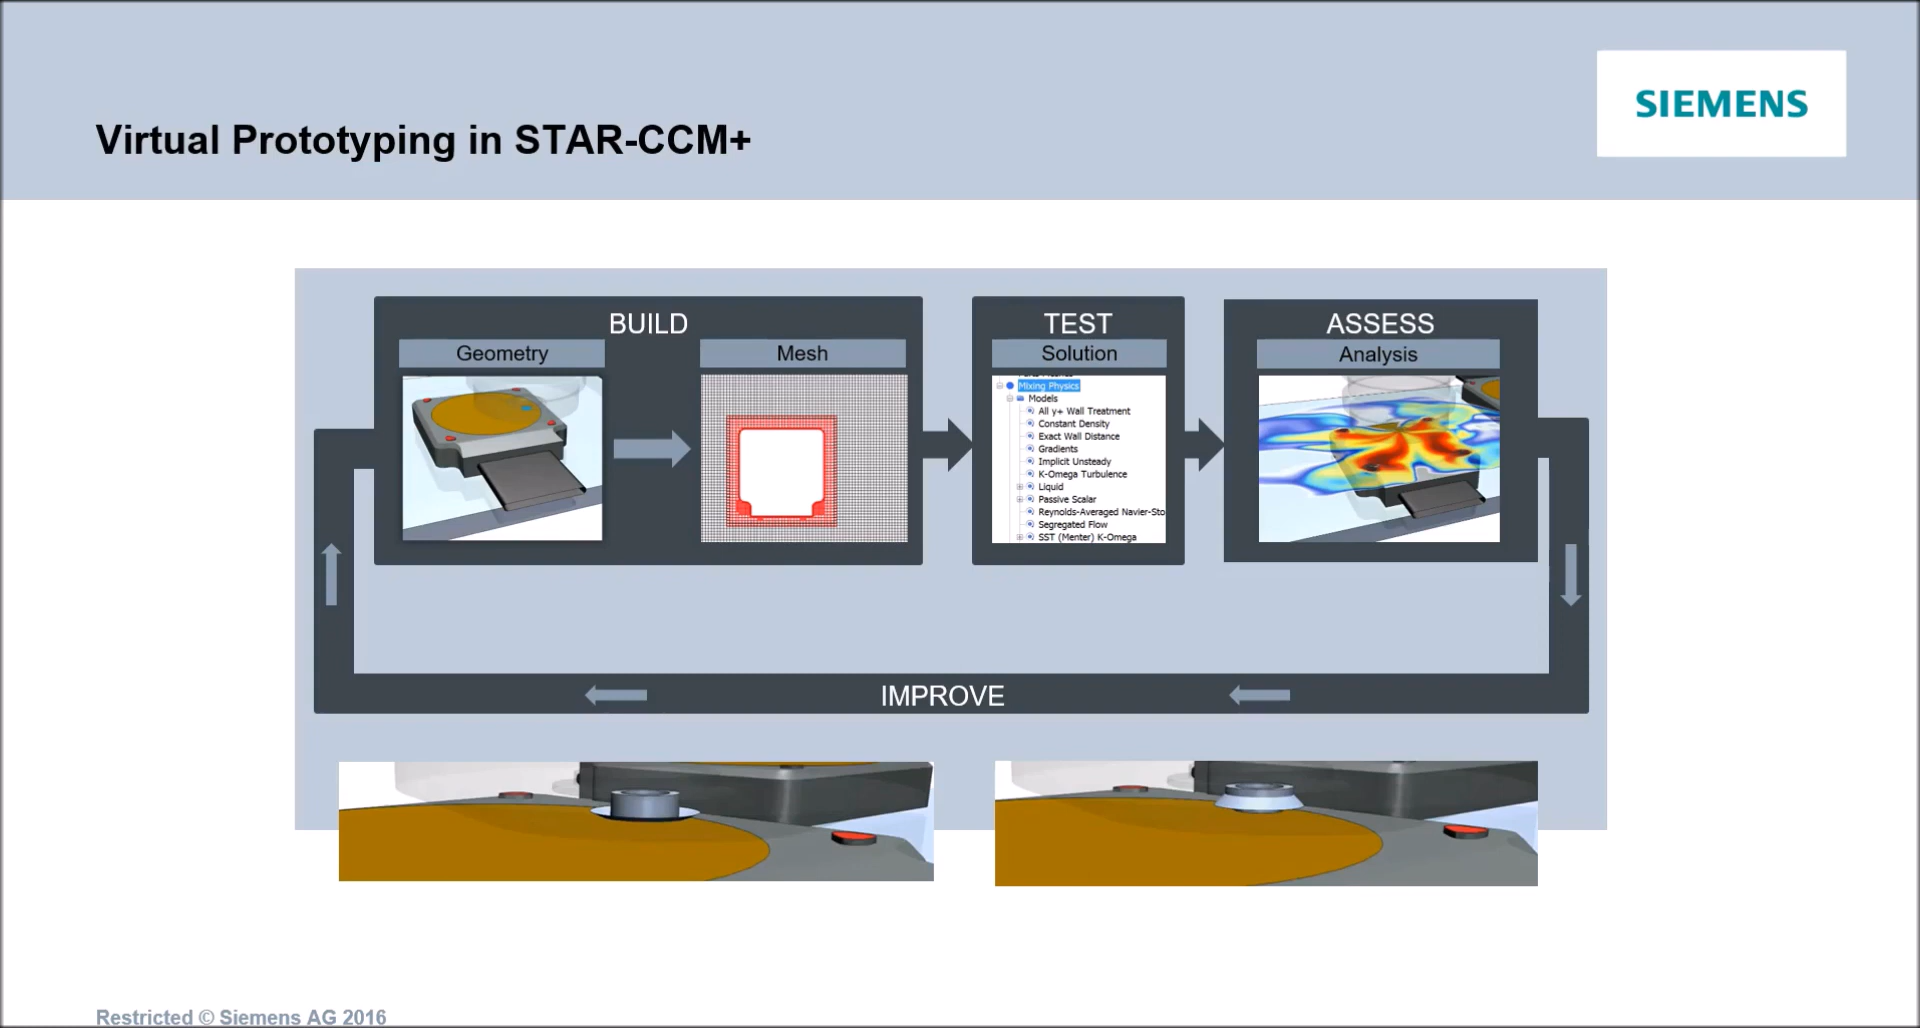 SIEMENS
Virtual Prototyping in STAR-CCM+
BUILD
Geometry
Mesh
TEST
Solution
Mixing Physics
Models
All y+ Wall Treatment
Constant Density
Exact Wall Distance
Gradients
Implicit Unsteady
K-Omega Turbulence
Liquid
Passive Scalar
Reynolds-Averaged Navier-Sto
Segregated Flow
SST (Menter) K-Omega
ASSESS
Analysis
IMPROVE
Restricted © Siemens AG 2016